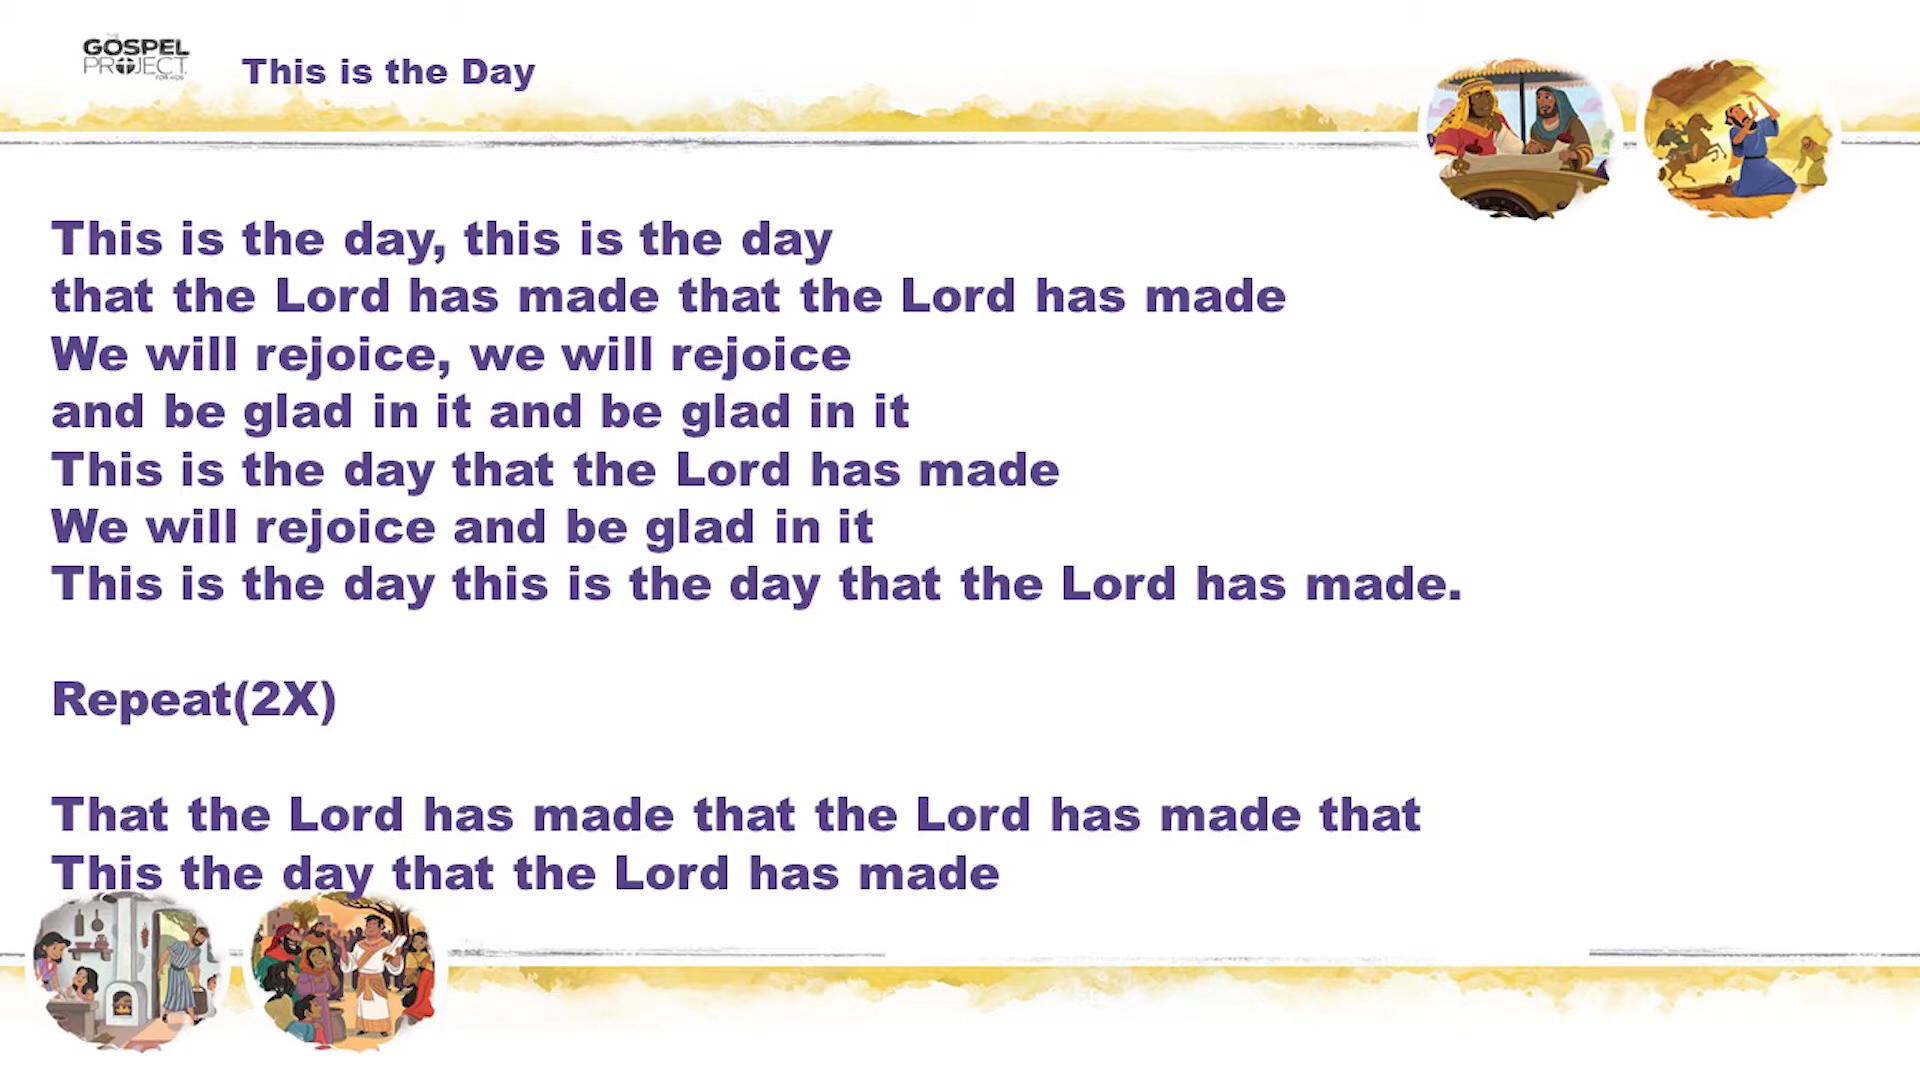 THE
GOSPEL
PROJECT
FOR KIDS
This is the Day
This is the day, this is the day
that the Lord has made that the Lord has made
We will rejoice, we will rejoice
and be glad in it and be glad in it
This is the day that the Lord has made
We will rejoice and be glad in it
This is the day this is the day that the Lord has made.
Repeat(2X)
That the Lord has made that the Lord has made that
This the day that the Lord has made